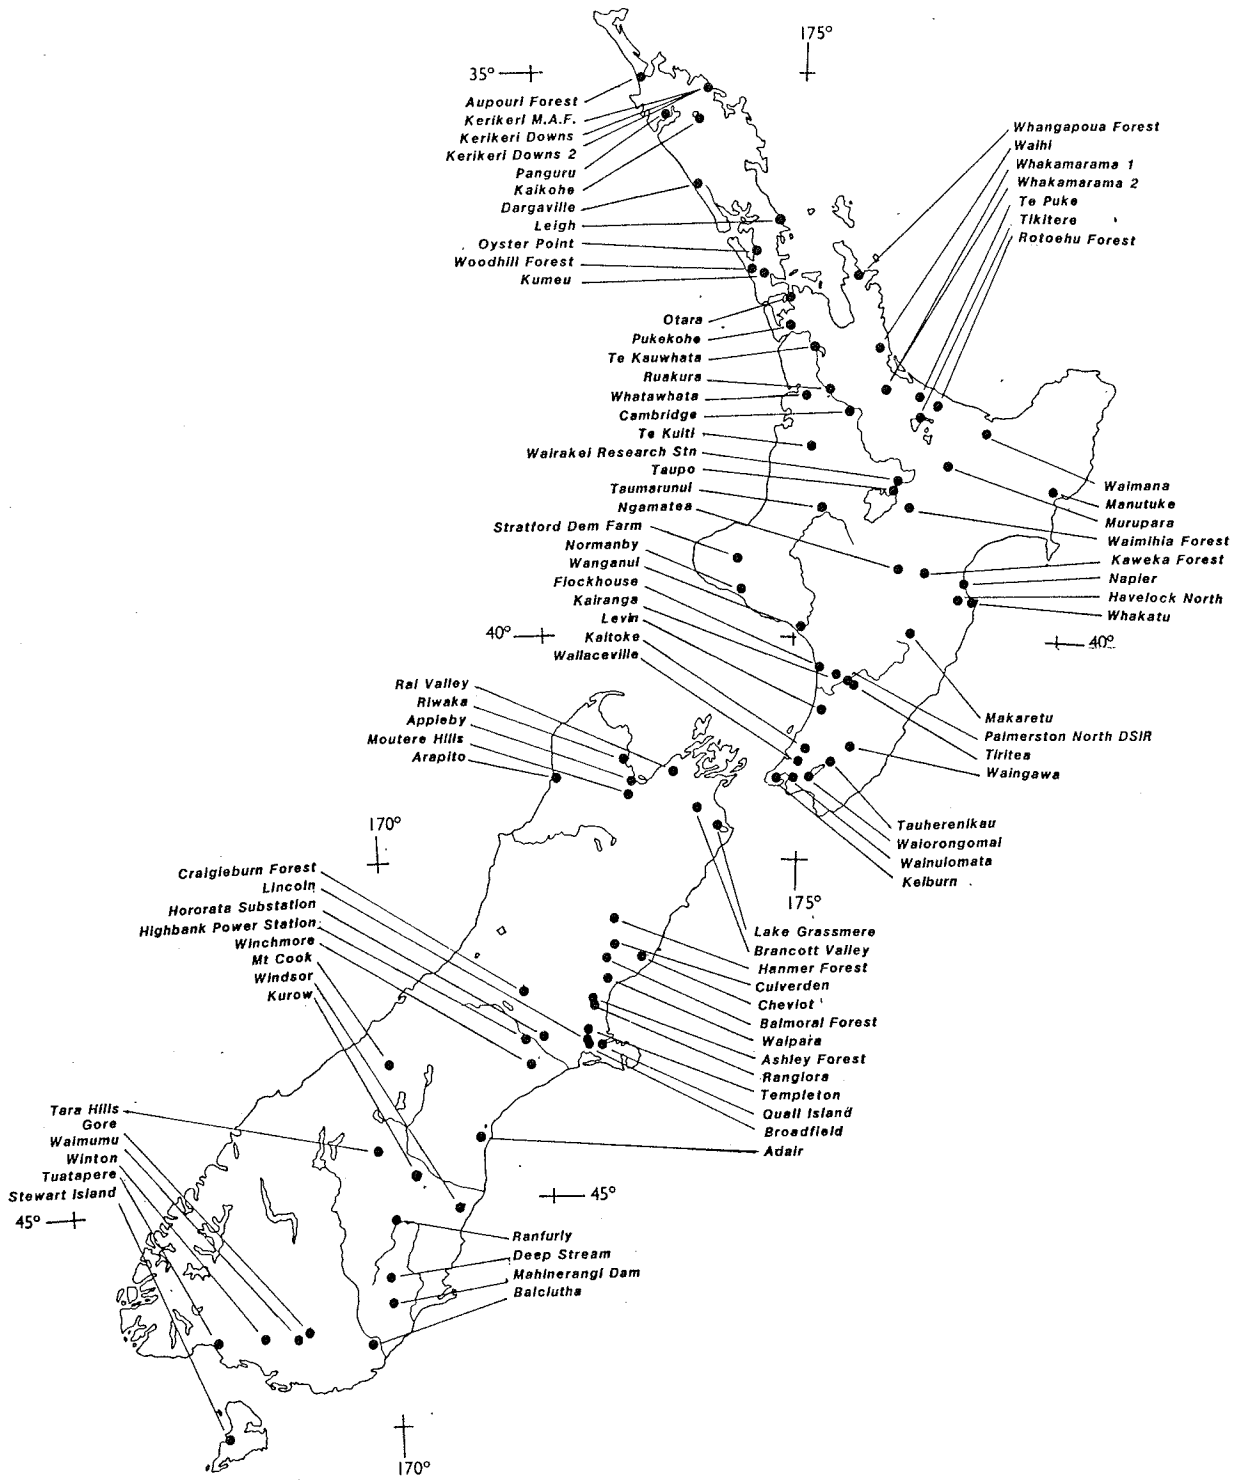 175°
35°
Aupouri Forest
Kerikeri M.A.F.
Kerikeri Downs
Kerikeri Downs 2
Panguru
Kaikohe
Dargaville
Leigh
Oyster Point
Woodhill Forest
Kumeu
Whangapoua Forest
Waihi
Whakamarama 1
Whakamarama 2
Te Puke
Tikitere
Rotoehu Forest
Otara
Pukekohe
Te Kauwhata
Ruakura
Whatawhata
Cambridge
Te Kuiti
Wairakei Research Stn
Taupo
Taumarunui
Ngamatea
Stratford Dem Farm
Normanby
Wanganui
Flockhouse
Kairanga
Levin
Kaitoke
Wallaceville
Waimana
Manutuke
Murupara
Waimihia Forest
Kaweka Forest
Napier
Havelock North
Whakatu
40°
40°
Rai Valley
Riwaka
Appleby
Moutere Hills
Arapito
Makaretu
Palmerston North DSIR
Tiritea
Waingawa
Tauherenikau
Waiorongomai
Wainuiomata
Kelburn
170°
175°
Craigieburn Forest
Lincoln
Hororata Substation
Highbank Power Station
Winchmore
Mt Cook
Windsor
Kurow
Lake Grassmere
Brancott Valley
Hanmer Forest
Culverden
Cheviot
Balmoral Forest
Waipara
Ashley Forest
Rangiora
Templeton
Quail Island
Broadfield
Adair
Tara Hills
Gore
Waimumu
Winton
Tuatapere
Stewart Island
45°
45°
Ranfurly
Deep Stream
Mahinerangi Dam
Balclutha
170°